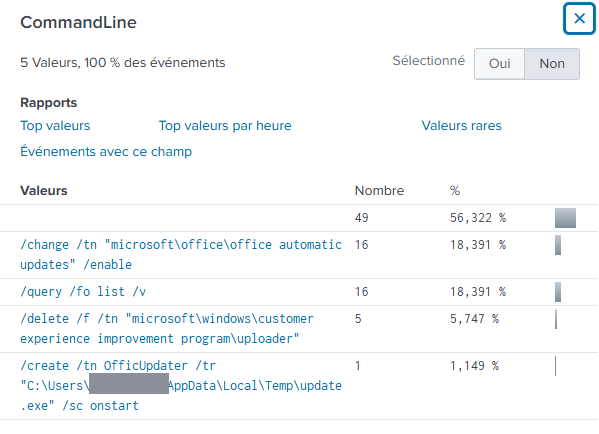 CommandLine
5 Valeurs, 100 % des événements
Sélectionné Oui Non
Rapports
Top valeurs Top valeurs par heure Valeurs rares
Événements avec ce champ
Valeurs Nombre %
49 56,322 %
/change /tn "microsoft\office\office automatic 16 18,391 %
updates" /enable
/query /fo list /v 16 18,391 %
/delete /f /tn "microsoft\windows\customer 5 5,747 %
experience improvement program\uploader"
/create /tn OfficUpdater /tr 1 1,149 %
"C:\Users\ AppData\Local\Temp\update
.exe" /sc onstart